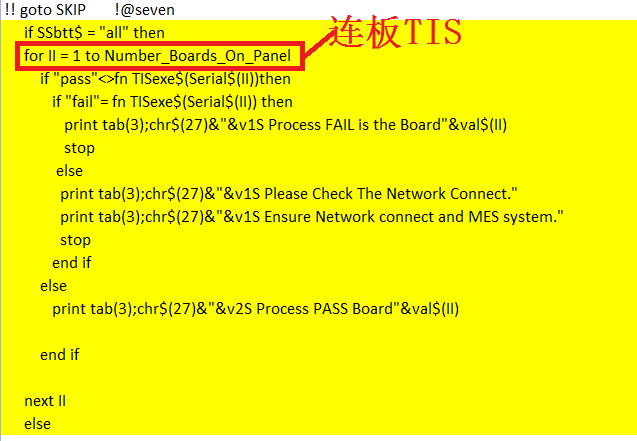 !! goto SKIP !@seven
if SSbtt$ = "all" then
for II = 1 to Number_Boards_On_Panel
连板TIS
if "pass"<>fn TISexe$(Serial$(II))then
if "fail"= fn TISexe$(Serial$(II)) then
print tab(3);chr$(27)&"&v1S Process FAIL is the Board"&val$(II)
stop
else
print tab(3);chr$(27)&"&v1S Please Check The Network Connect."
print tab(3);chr$(27)&"&v1S Ensure Network connect and MES system."
stop
end if
else
print tab(3);chr$(27)&"&v2S Process PASS Board"&val$(II)
end if
next II
else